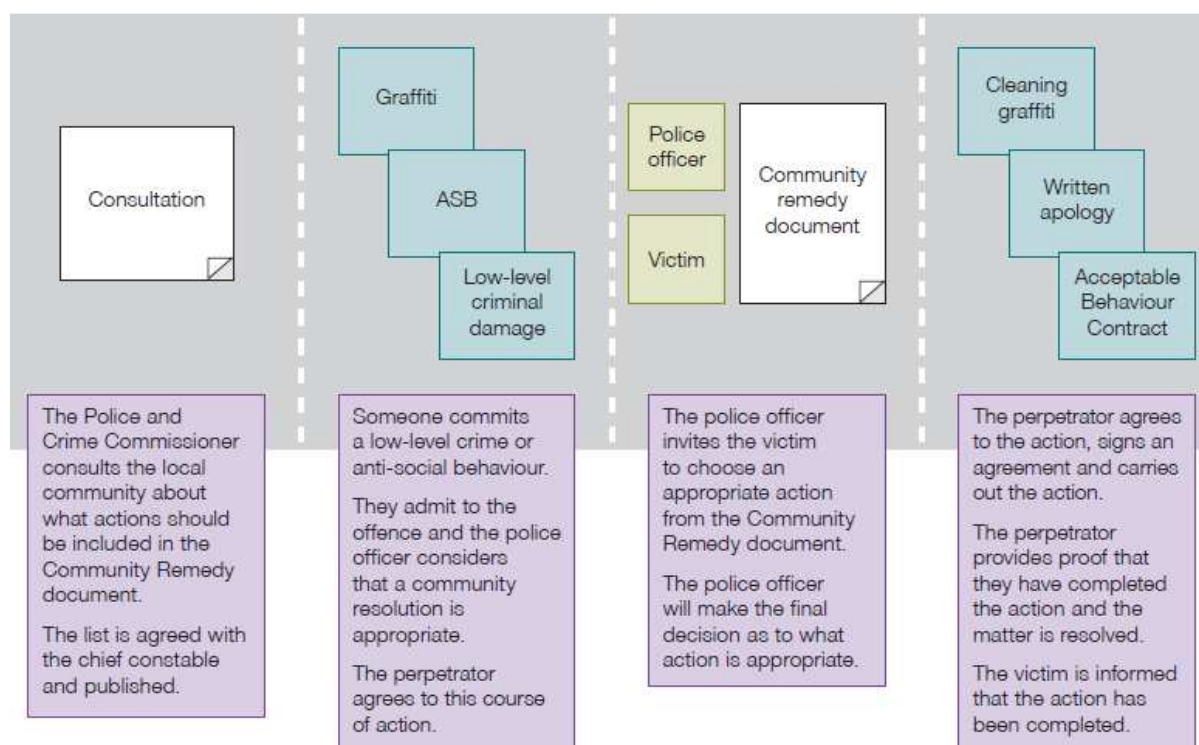 Consultation
Graffiti
ASB
Low-level
criminal
damage
Police
officer
Victim
Community
remedy
document
Cleaning
graffiti
Written
apology
Acceptable
Behaviour
Contract
The Police and
Crime Commissioner
consults the local
community about
what actions should
be included in the
Community Remedy
document.
The list is agreed with
the chief constable
and published.
Someone commits
a low-level crime or
anti-social behaviour.
They admit to the
offence and the police
officer considers
that a community
resolution is
appropriate.
The perpetrator
agrees to this course
of action.
The police officer
invites the victim
to choose an
appropriate action
from the Community
Remedy document.
The police officer
will make the final
decision as to what
action is appropriate.
The perpetrator agrees
to the action, signs an
agreement and carries
out the action.
The perpetrator
provides proof that
they have completed
the action and the
matter is resolved.
The victim is informed
that the action has
been completed.